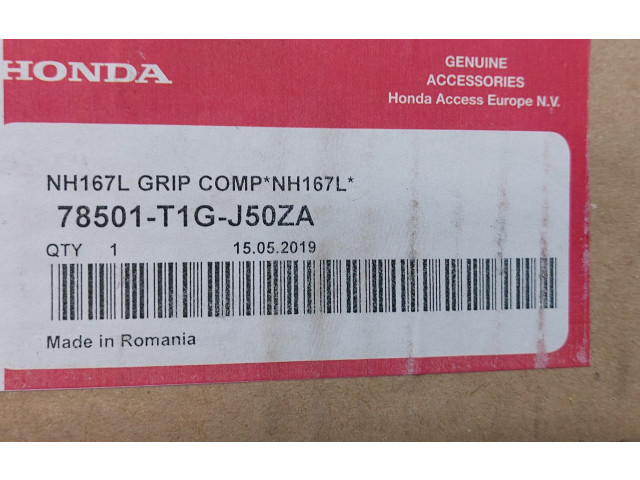 HONDA
GENUINE
ACCESSORIES
Honda Access Europe N.V.
NH167L GRIP COMP*NH167L*
78501-T1G-J50ZA
QTY 1 15.05.2019
Made in Romania